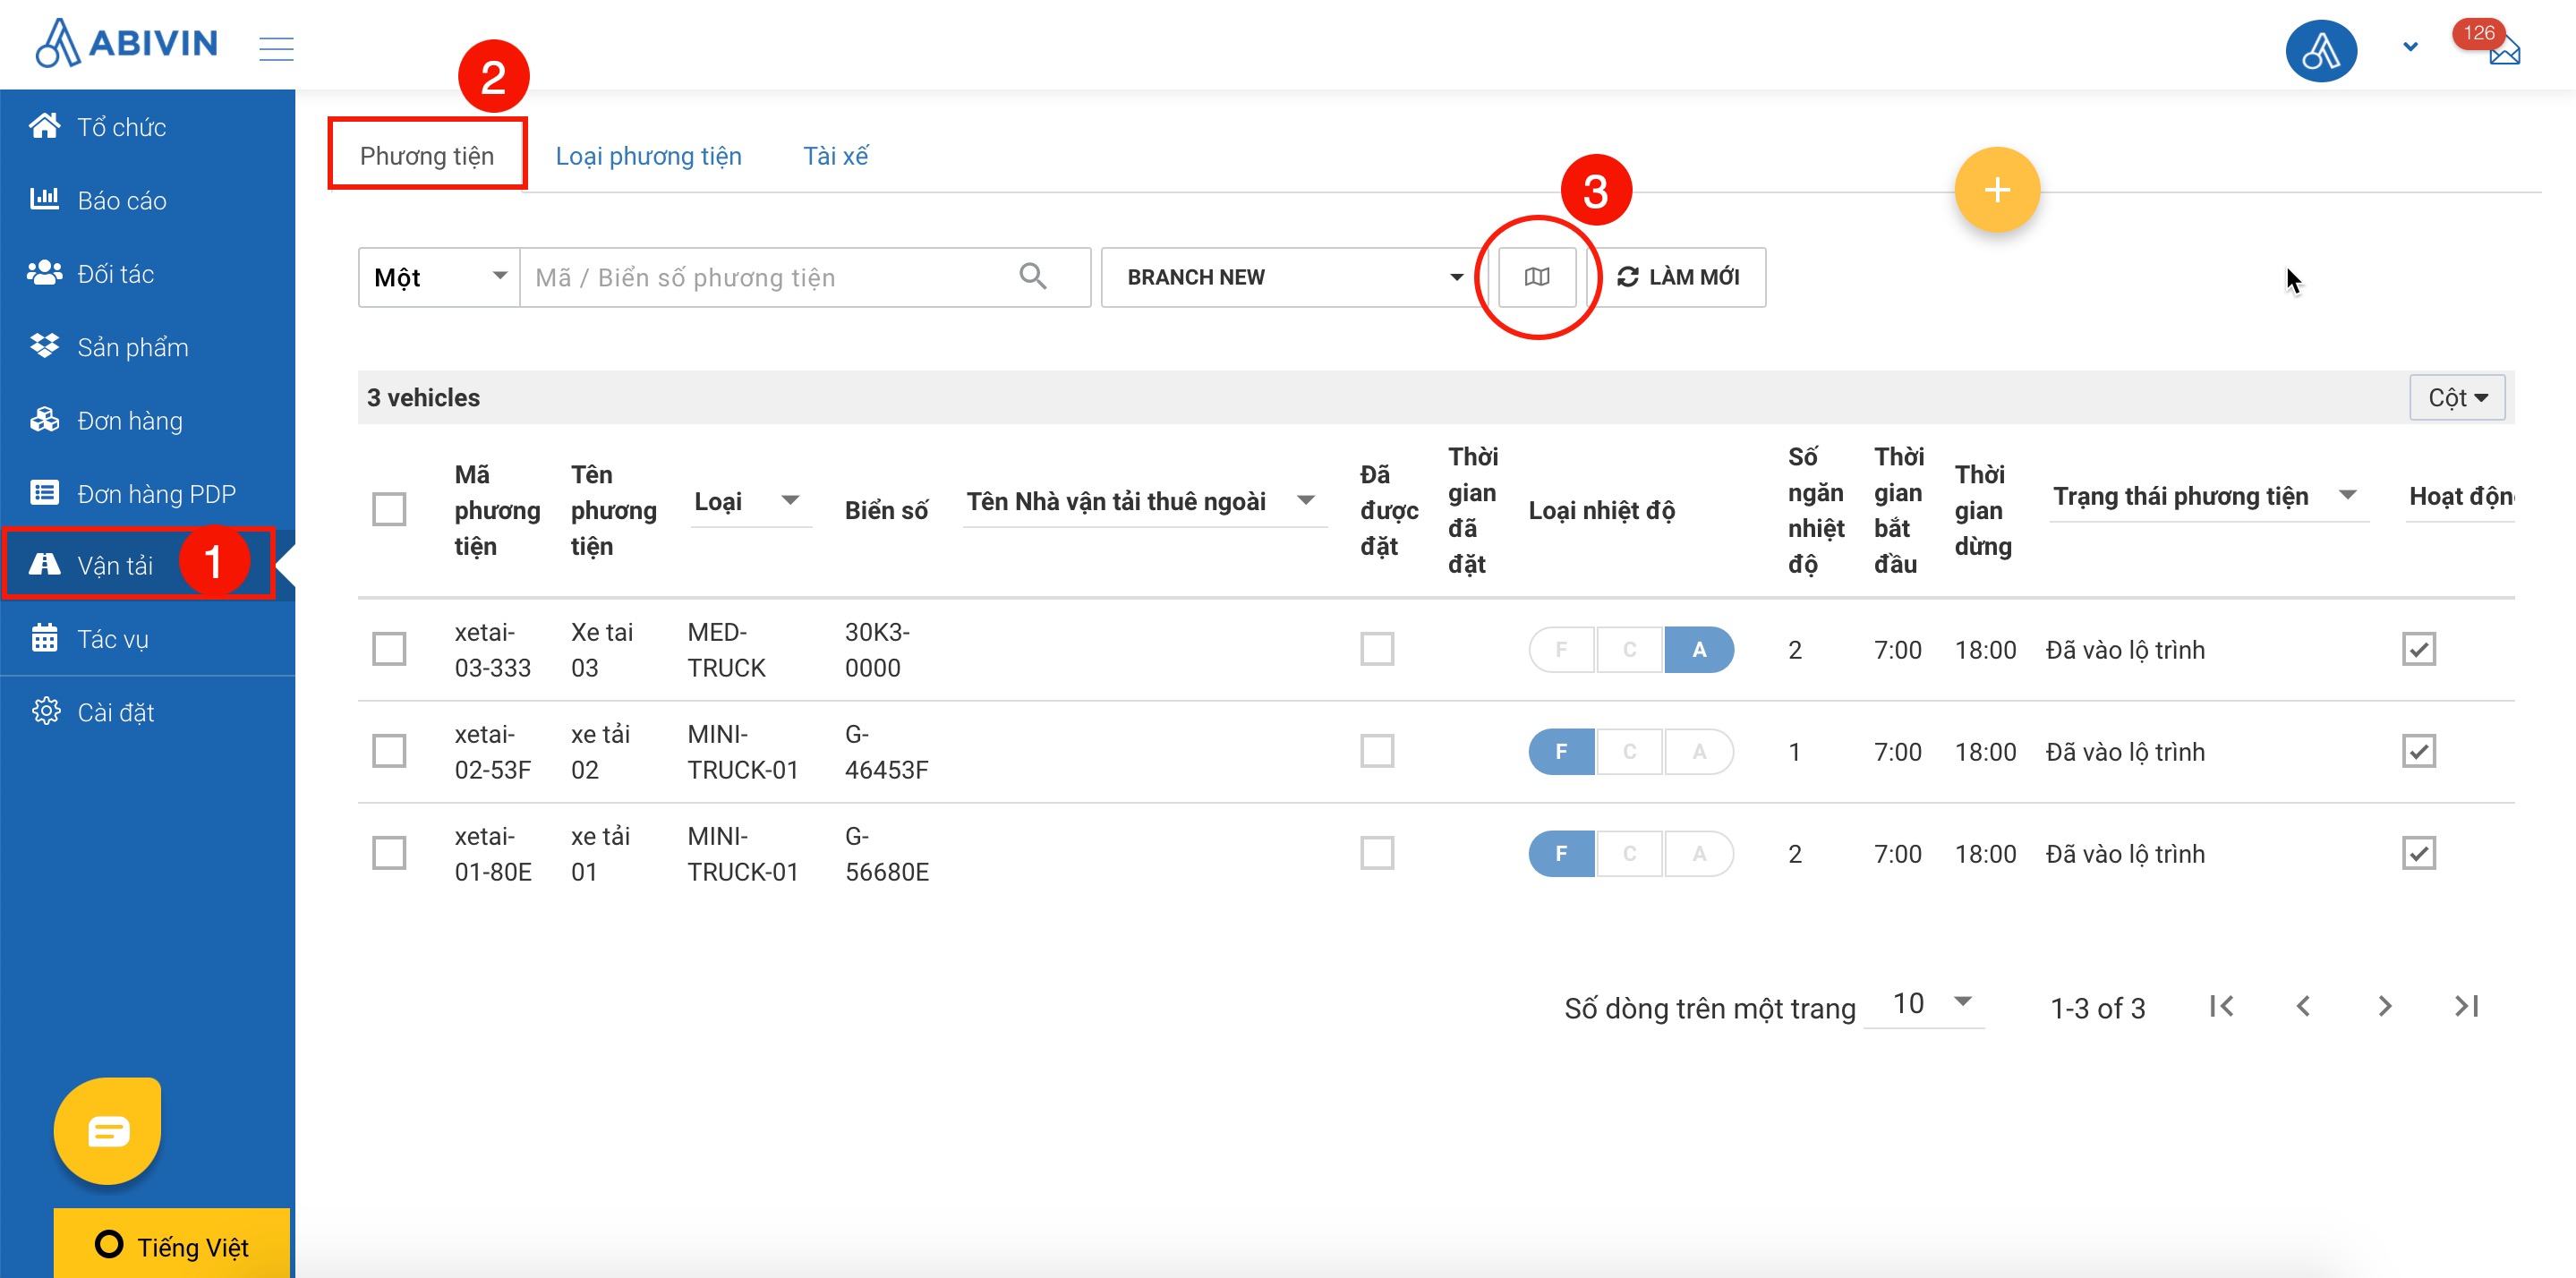 ABIVIN
126
2
Tổ chức
Báo cáo
Đối tác
Sản phẩm
Đơn hàng
Đơn hàng PDP
Vận tải
1
Tác vụ
Cài đặt
Tiếng Việt
Phương tiện
Loại phương tiện
Tài xế
3
+
Một
Mã / Biển số phương tiện
BRANCH NEW
LÀM MỚI
3 vehicles
Cột
Mã phương tiện
Tên phương tiện
Loại
Biển số
Tên Nhà vận tải thuê ngoài
Đã được đặt
Thời gian đã đặt
Loại nhiệt độ
Số ngăn nhiệt độ
Thời gian bắt đầu
Thời gian dừng
Trạng thái phương tiện
Hoạt động
xetai-03-333 Xe tai 03 MED-TRUCK 30K3-0000 F C A 2 7:00 18:00 Đã vào lộ trình
xetai-02-53F xe tải 02 MINI-TRUCK-01 G-46453F F C A 1 7:00 18:00 Đã vào lộ trình
xetai-01-80E xe tải 01 MINI-TRUCK-01 G-56680E F C A 2 7:00 18:00 Đã vào lộ trình
Số dòng trên một trang 10 1-3 of 3